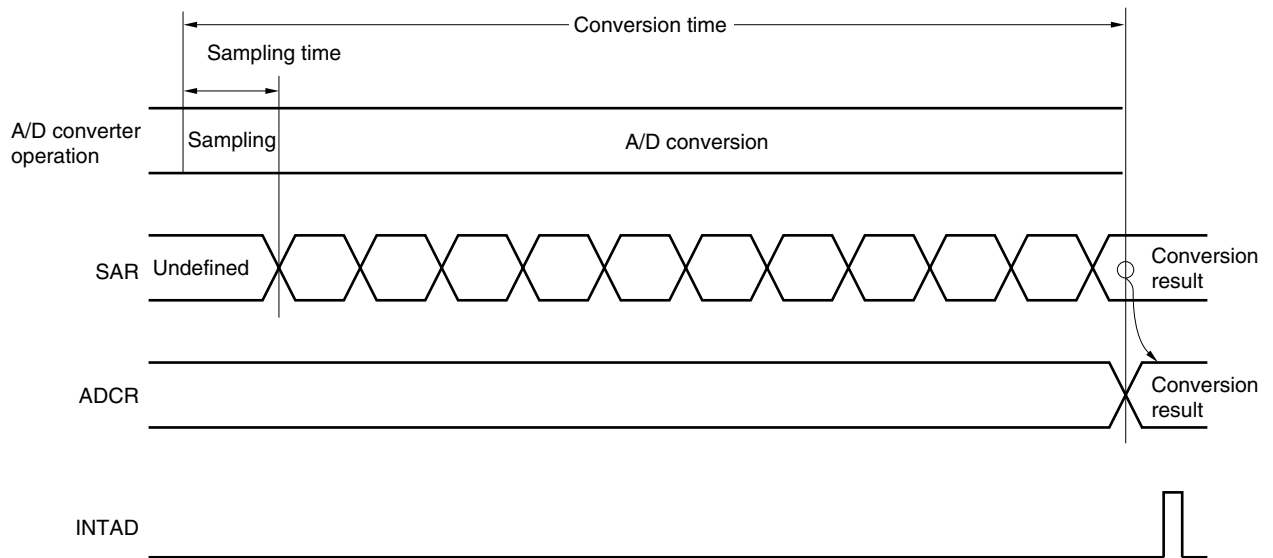 Conversion time
Sampling time
A/D converter
operation
Sampling
A/D conversion
SAR
Undefined
Conversion
result
ADCR
Conversion
result
INTAD